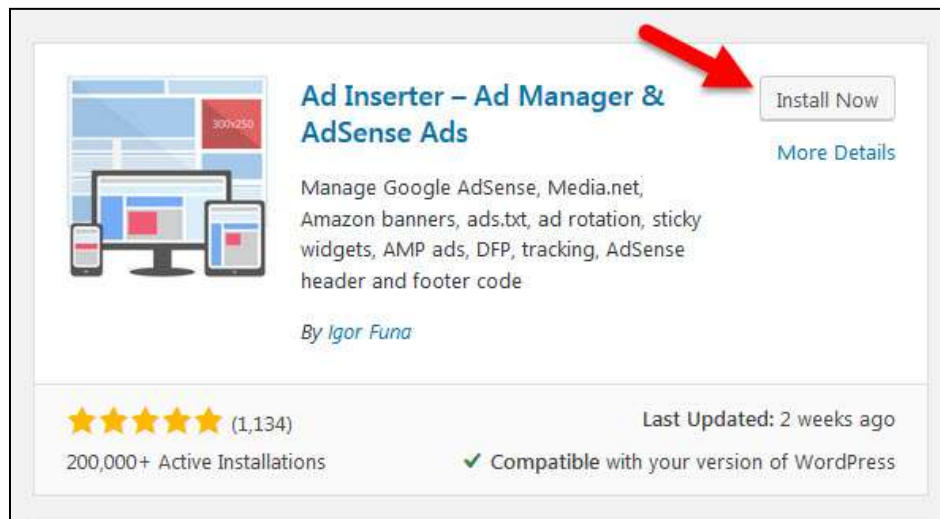 300x250
Ad Inserter – Ad Manager &
AdSense Ads
Install Now
More Details
Manage Google AdSense, Media.net,
Amazon banners, ads.txt, ad rotation, sticky
widgets, AMP ads, DFP, tracking, AdSense
header and footer code
By Igor Funa
(1,134)
Last Updated: 2 weeks ago
200,000+ Active Installations
Compatible with your version of WordPress